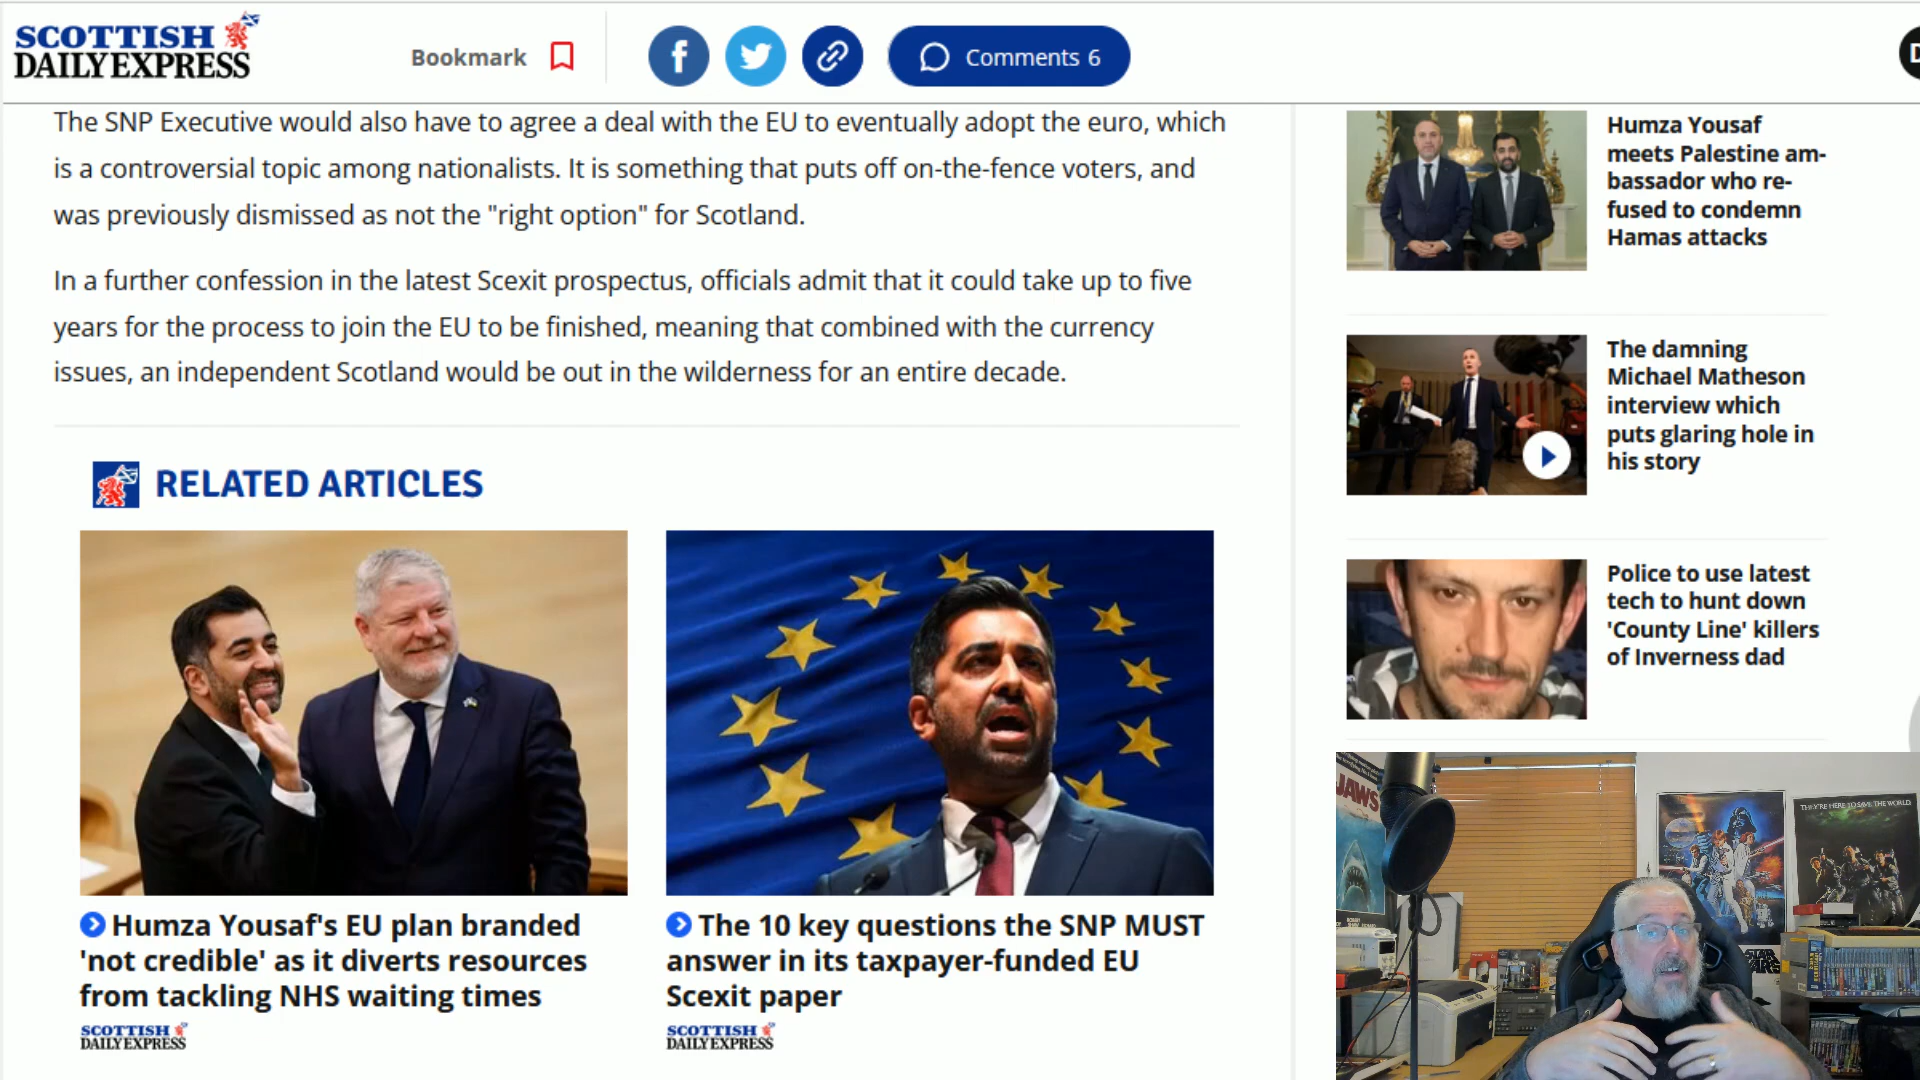 SCOTTISH
DAILY EXPRESS
Bookmark
Comments 6
The SNP Executive would also have to agree a deal with the EU to eventually adopt the euro, which
is a controversial topic among nationalists. It is something that puts off on-the-fence voters, and
was previously dismissed as not the "right option" for Scotland.
In a further confession in the latest Scexit prospectus, officials admit that it could take up to five
years for the process to join the EU to be finished, meaning that combined with the currency
issues, an independent Scotland would be out in the wilderness for an entire decade.
RELATED ARTICLES
Humza Yousaf's EU plan branded
'not credible' as it diverts resources
from tackling NHS waiting times
SCOTTISH
DAILY EXPRESS
The 10 key questions the SNP MUST
answer in its taxpayer-funded EU
Scexit paper
SCOTTISH
DAILY EXPRESS
Humza Yousaf
meets Palestine am-
bassador who re-
fused to condemn
Hamas attacks
The damning
Michael Matheson
interview which
puts glaring hole in
his story
Police to use latest
tech to hunt down
'County Line' killers
of Inverness dad
JAWS
THEY'RE HERE TO SAVE THE WORLD.
STAR
WARS